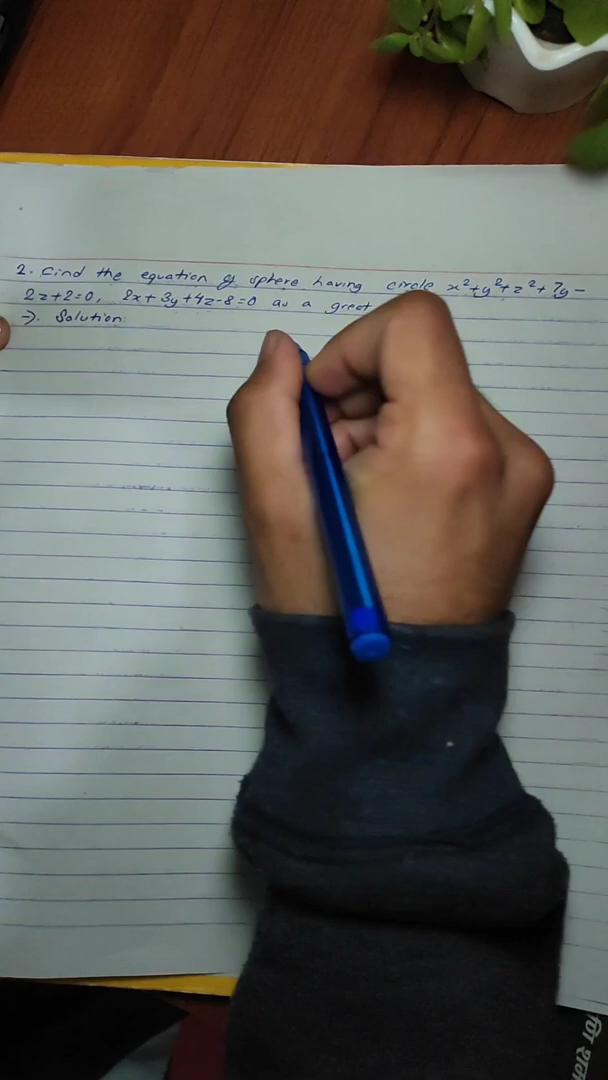 2. Find the equation of sphere having circle x²+y²+z²+7y-
2z+2=0, 2x+3y+4z-8=0 as a great
→. Solution: